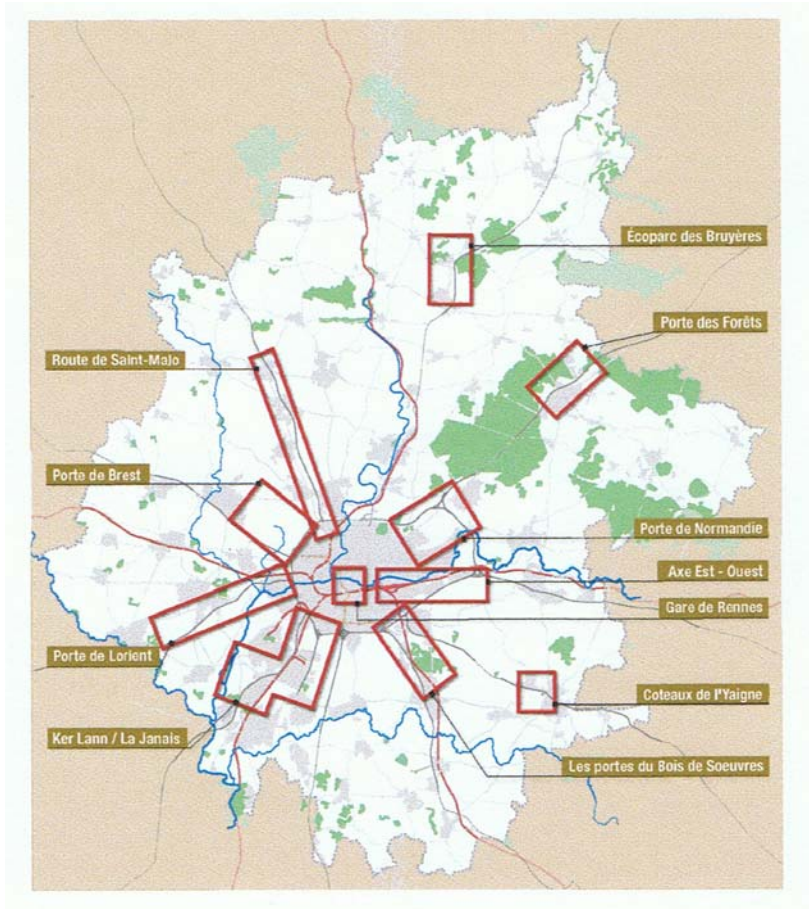 Écoparc des Bruyères
Porte des Forêts
Route de Saint-Malo
Porte de Brest
Porte de Normandie
Axe Est - Ouest
Gare de Rennes
Porte de Lorient
Coteaux de l'Yaigne
Ker Lann / La Janais
Les portes du Bois de Soeuvres